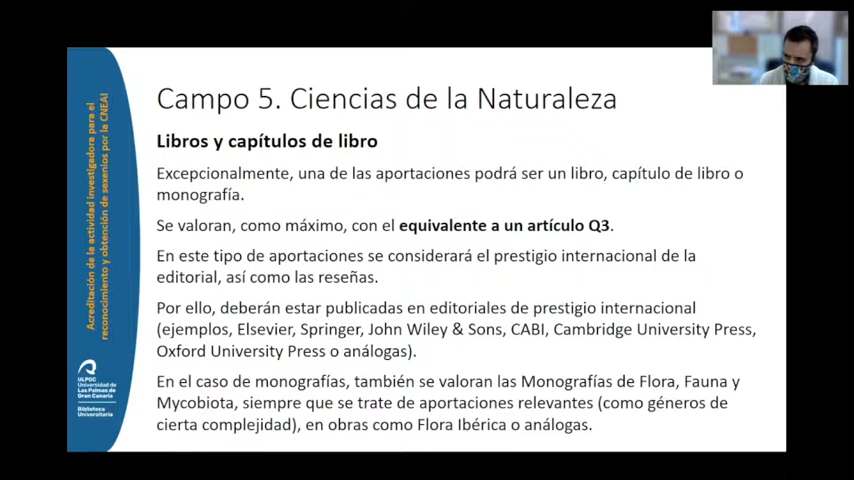 Campo 5. Ciencias de la Naturaleza
Libros y capítulos de libro
Excepcionalmente, una de las aportaciones podrá ser un libro, capítulo de libro o
monografía.
Se valoran, como máximo, con el equivalente a un artículo Q3.
En este tipo de aportaciones se considerará el prestigio internacional de la
editorial, así como las reseñas.
Por ello, deberán estar publicadas en editoriales de prestigio internacional
(ejemplos, Elsevier, Springer, John Wiley & Sons, CABI, Cambridge University Press,
Oxford University Press o análogas).
En el caso de monografías, también se valoran las Monografías de Flora, Fauna y
Mycobiota, siempre que se trate de aportaciones relevantes (como géneros de
cierta complejidad), en obras como Flora Ibérica o análogas.
Acreditación de la actividad investigadora para el
reconocimiento y obtención de sexenios por la CNEAI
ULPGC
Universidad de
Las Palmas de
Gran Canaria
Biblioteca
Universitaria